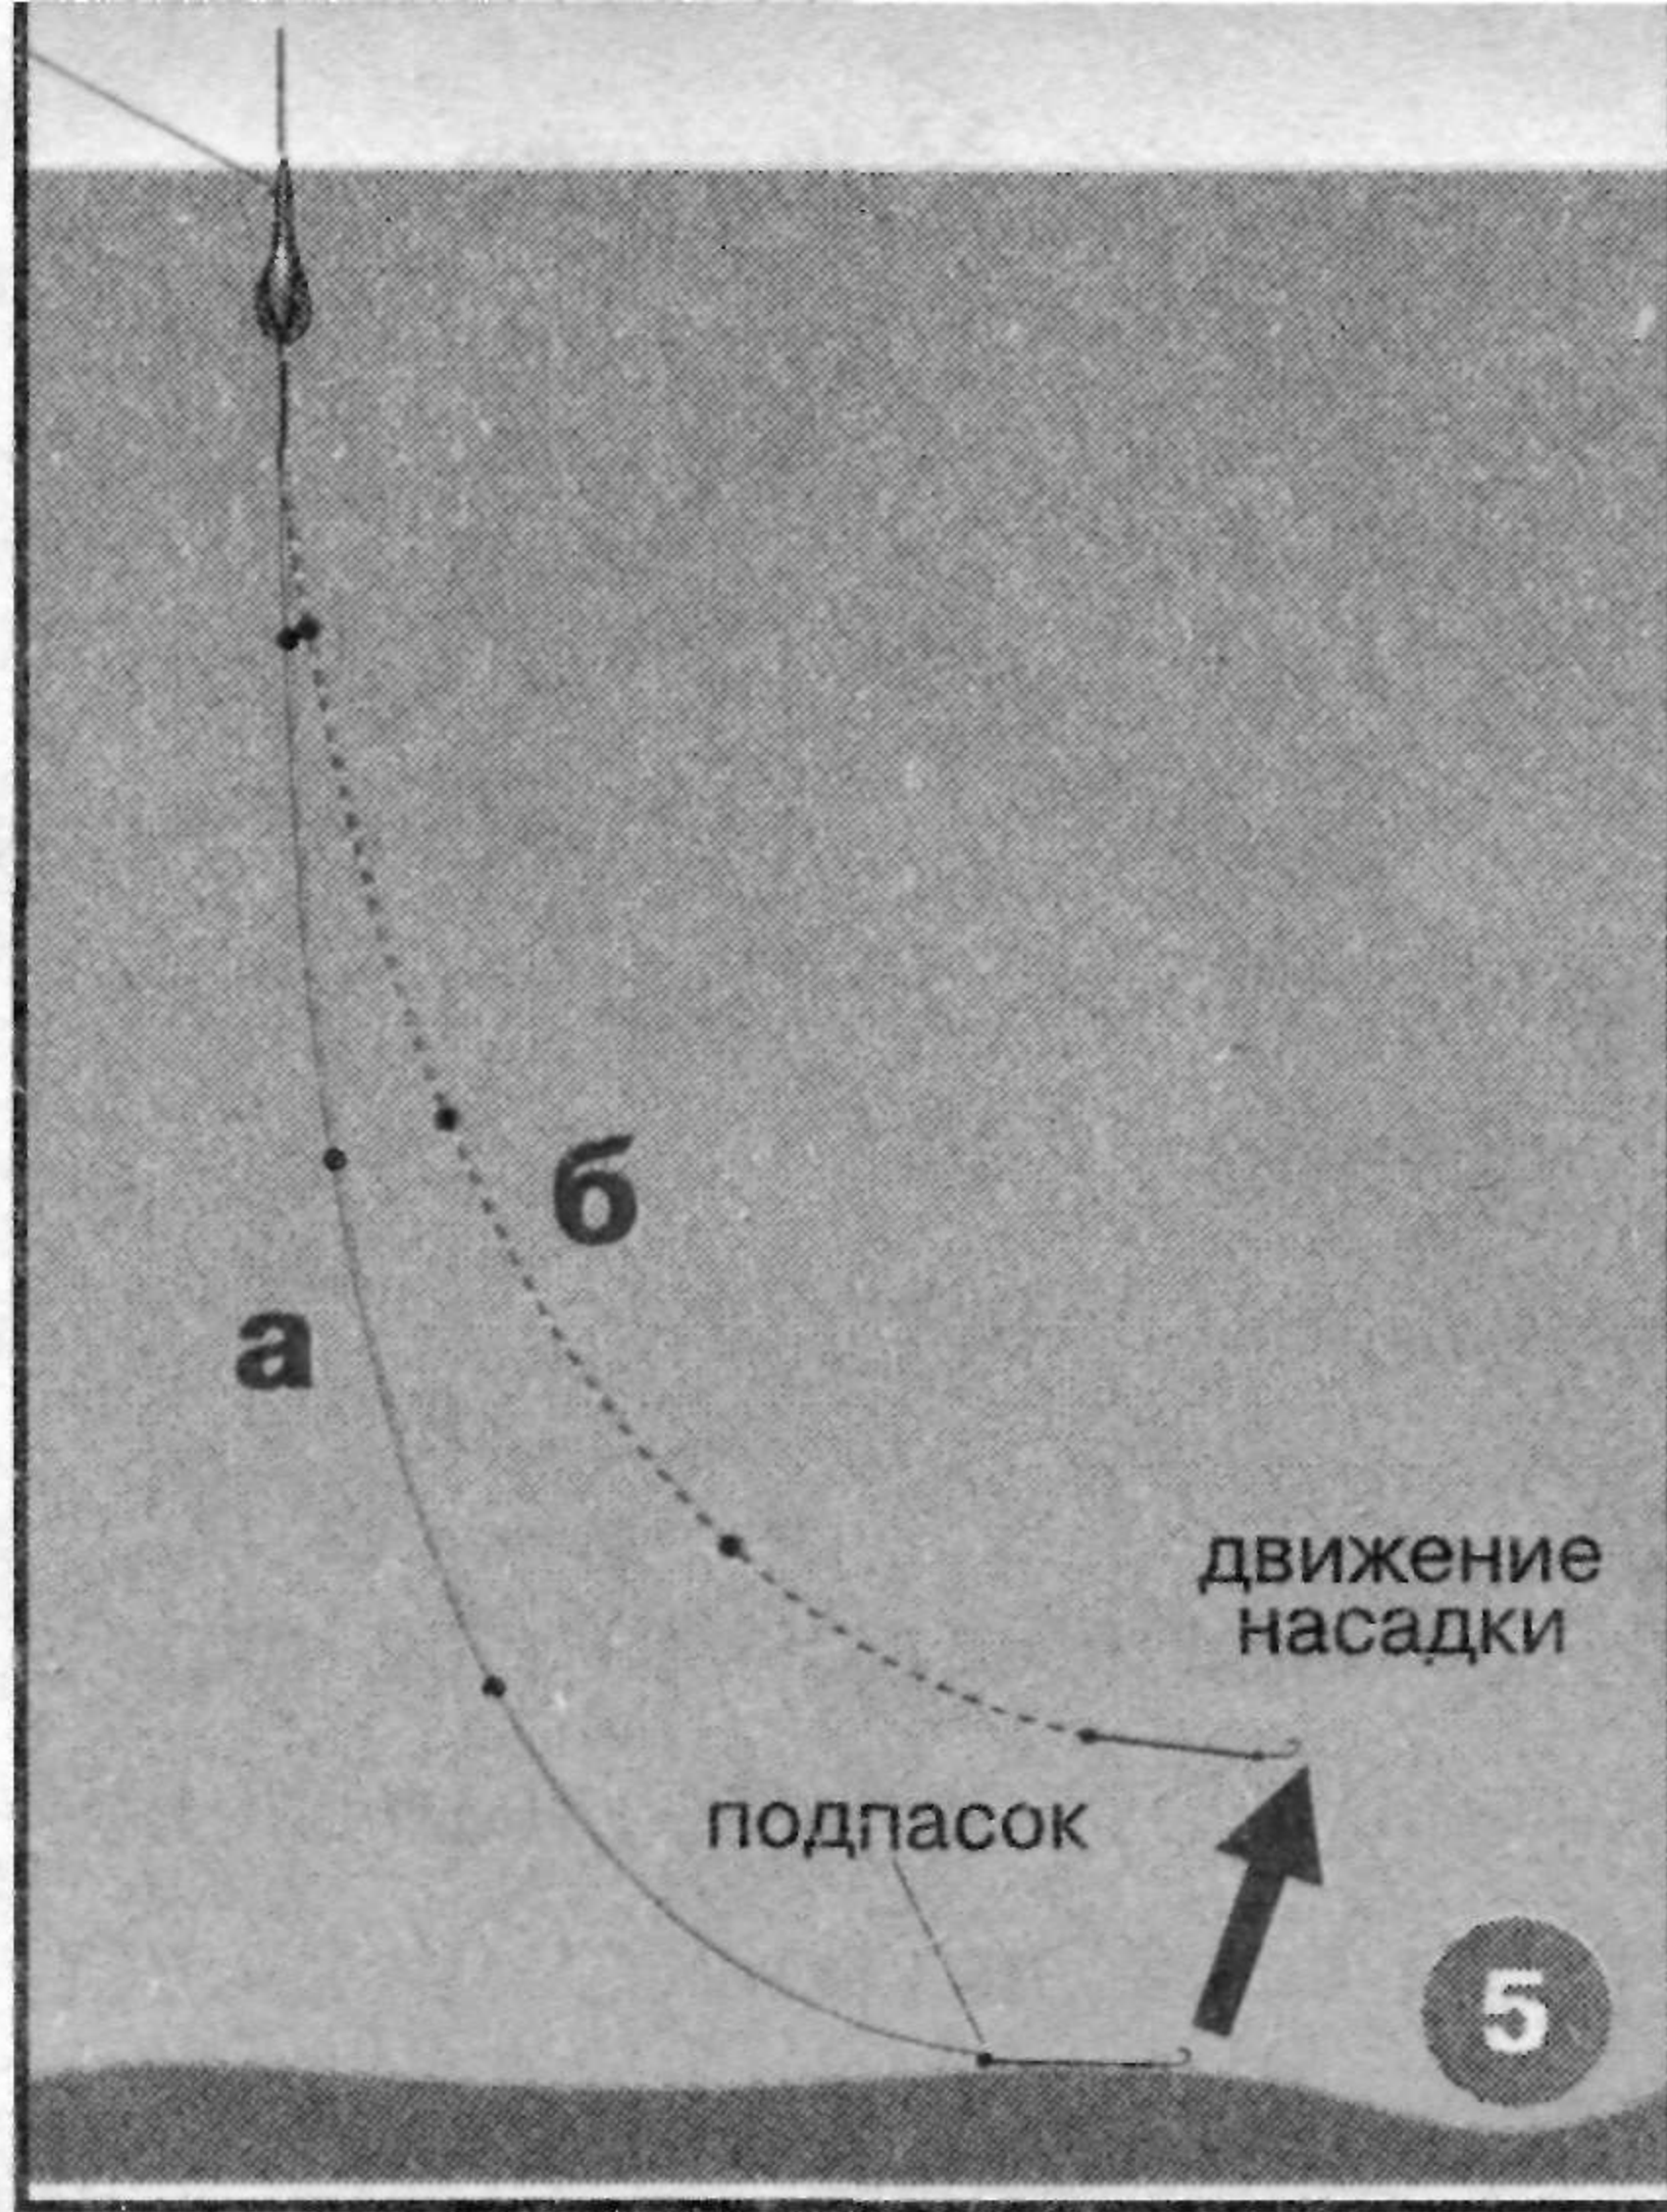 б
а
движение
насадки
подпасок
5